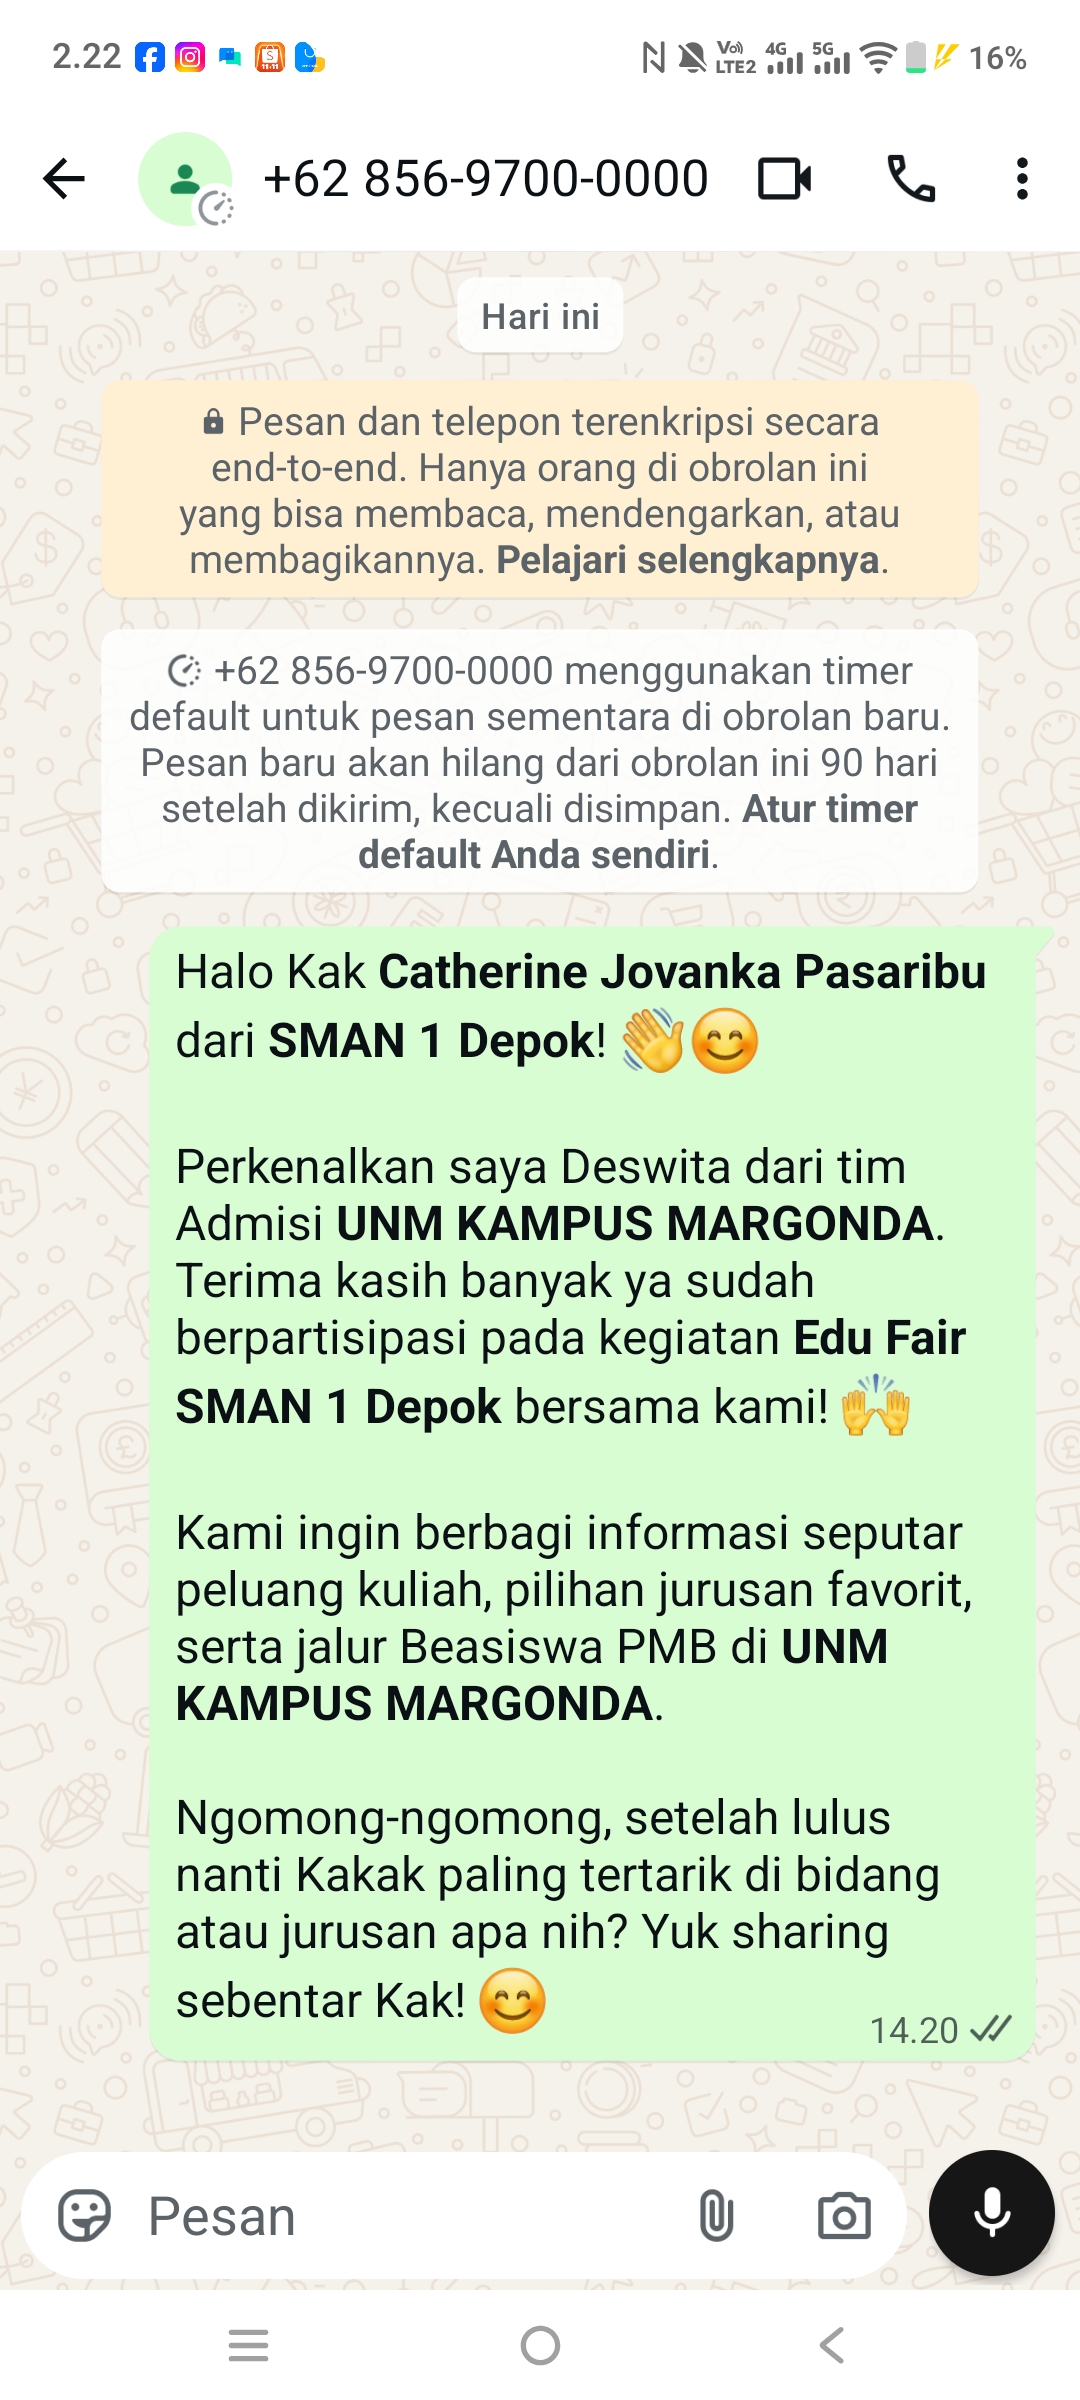 2.22
Vo)) LTE2 4G 5G 16%
+62 856-9700-0000
Hari ini
Pesan dan telepon terenkripsi secara
end-to-end. Hanya orang di obrolan ini
yang bisa membaca, mendengarkan, atau
membagikannya. Pelajari selengkapnya.
+62 856-9700-0000 menggunakan timer
default untuk pesan sementara di obrolan baru.
Pesan baru akan hilang dari obrolan ini 90 hari
setelah dikirim, kecuali disimpan. Atur timer
default Anda sendiri.
Halo Kak Catherine Jovanka Pasaribu
dari SMAN 1 Depok! 👋😊
Perkenalkan saya Deswita dari tim
Admisi UNM KAMPUS MARGONDA.
Terima kasih banyak ya sudah
berpartisipasi pada kegiatan Edu Fair
SMAN 1 Depok bersama kami! 🙌
Kami ingin berbagi informasi seputar
peluang kuliah, pilihan jurusan favorit,
serta jalur Beasiswa PMB di UNM
KAMPUS MARGONDA.
Ngomong-ngomong, setelah lulus
nanti Kakak paling tertarik di bidang
atau jurusan apa nih? Yuk sharing
sebentar Kak! 😊
14.20
Pesan